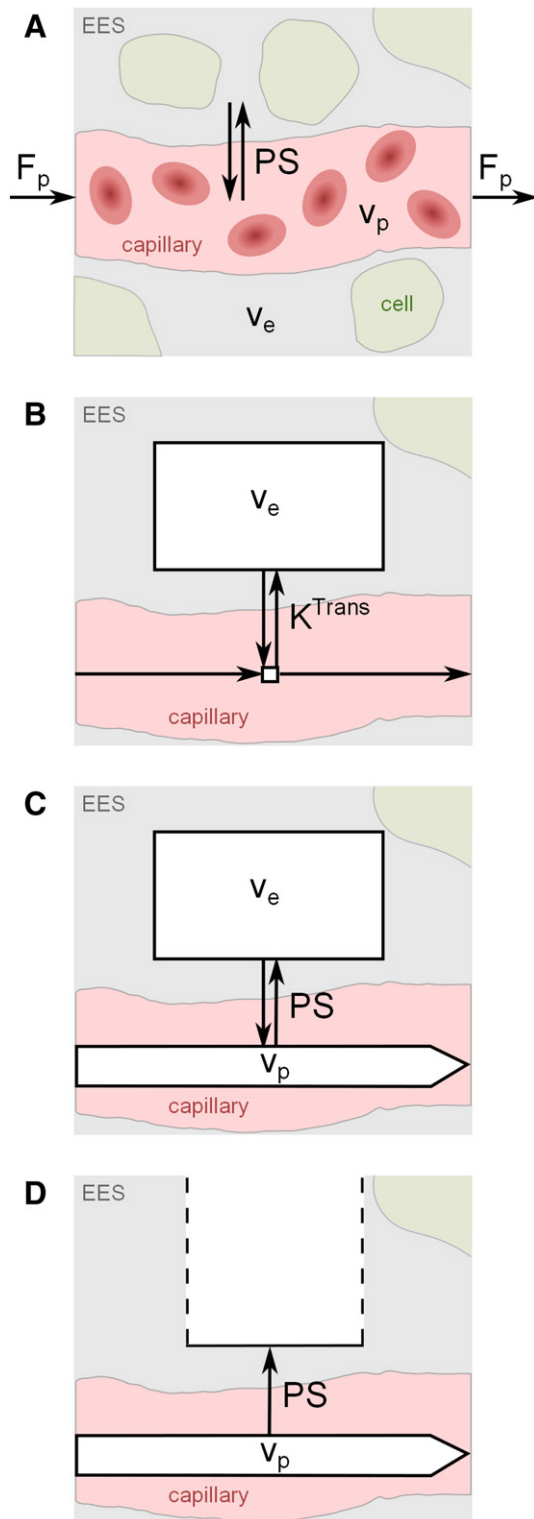 A
EES
PS
F_p
F_p
capillary
v_p
v_e
cell
B
EES
v_e
K^Trans
capillary
C
EES
v_e
PS
v_p
capillary
D
EES
PS
v_p
capillary